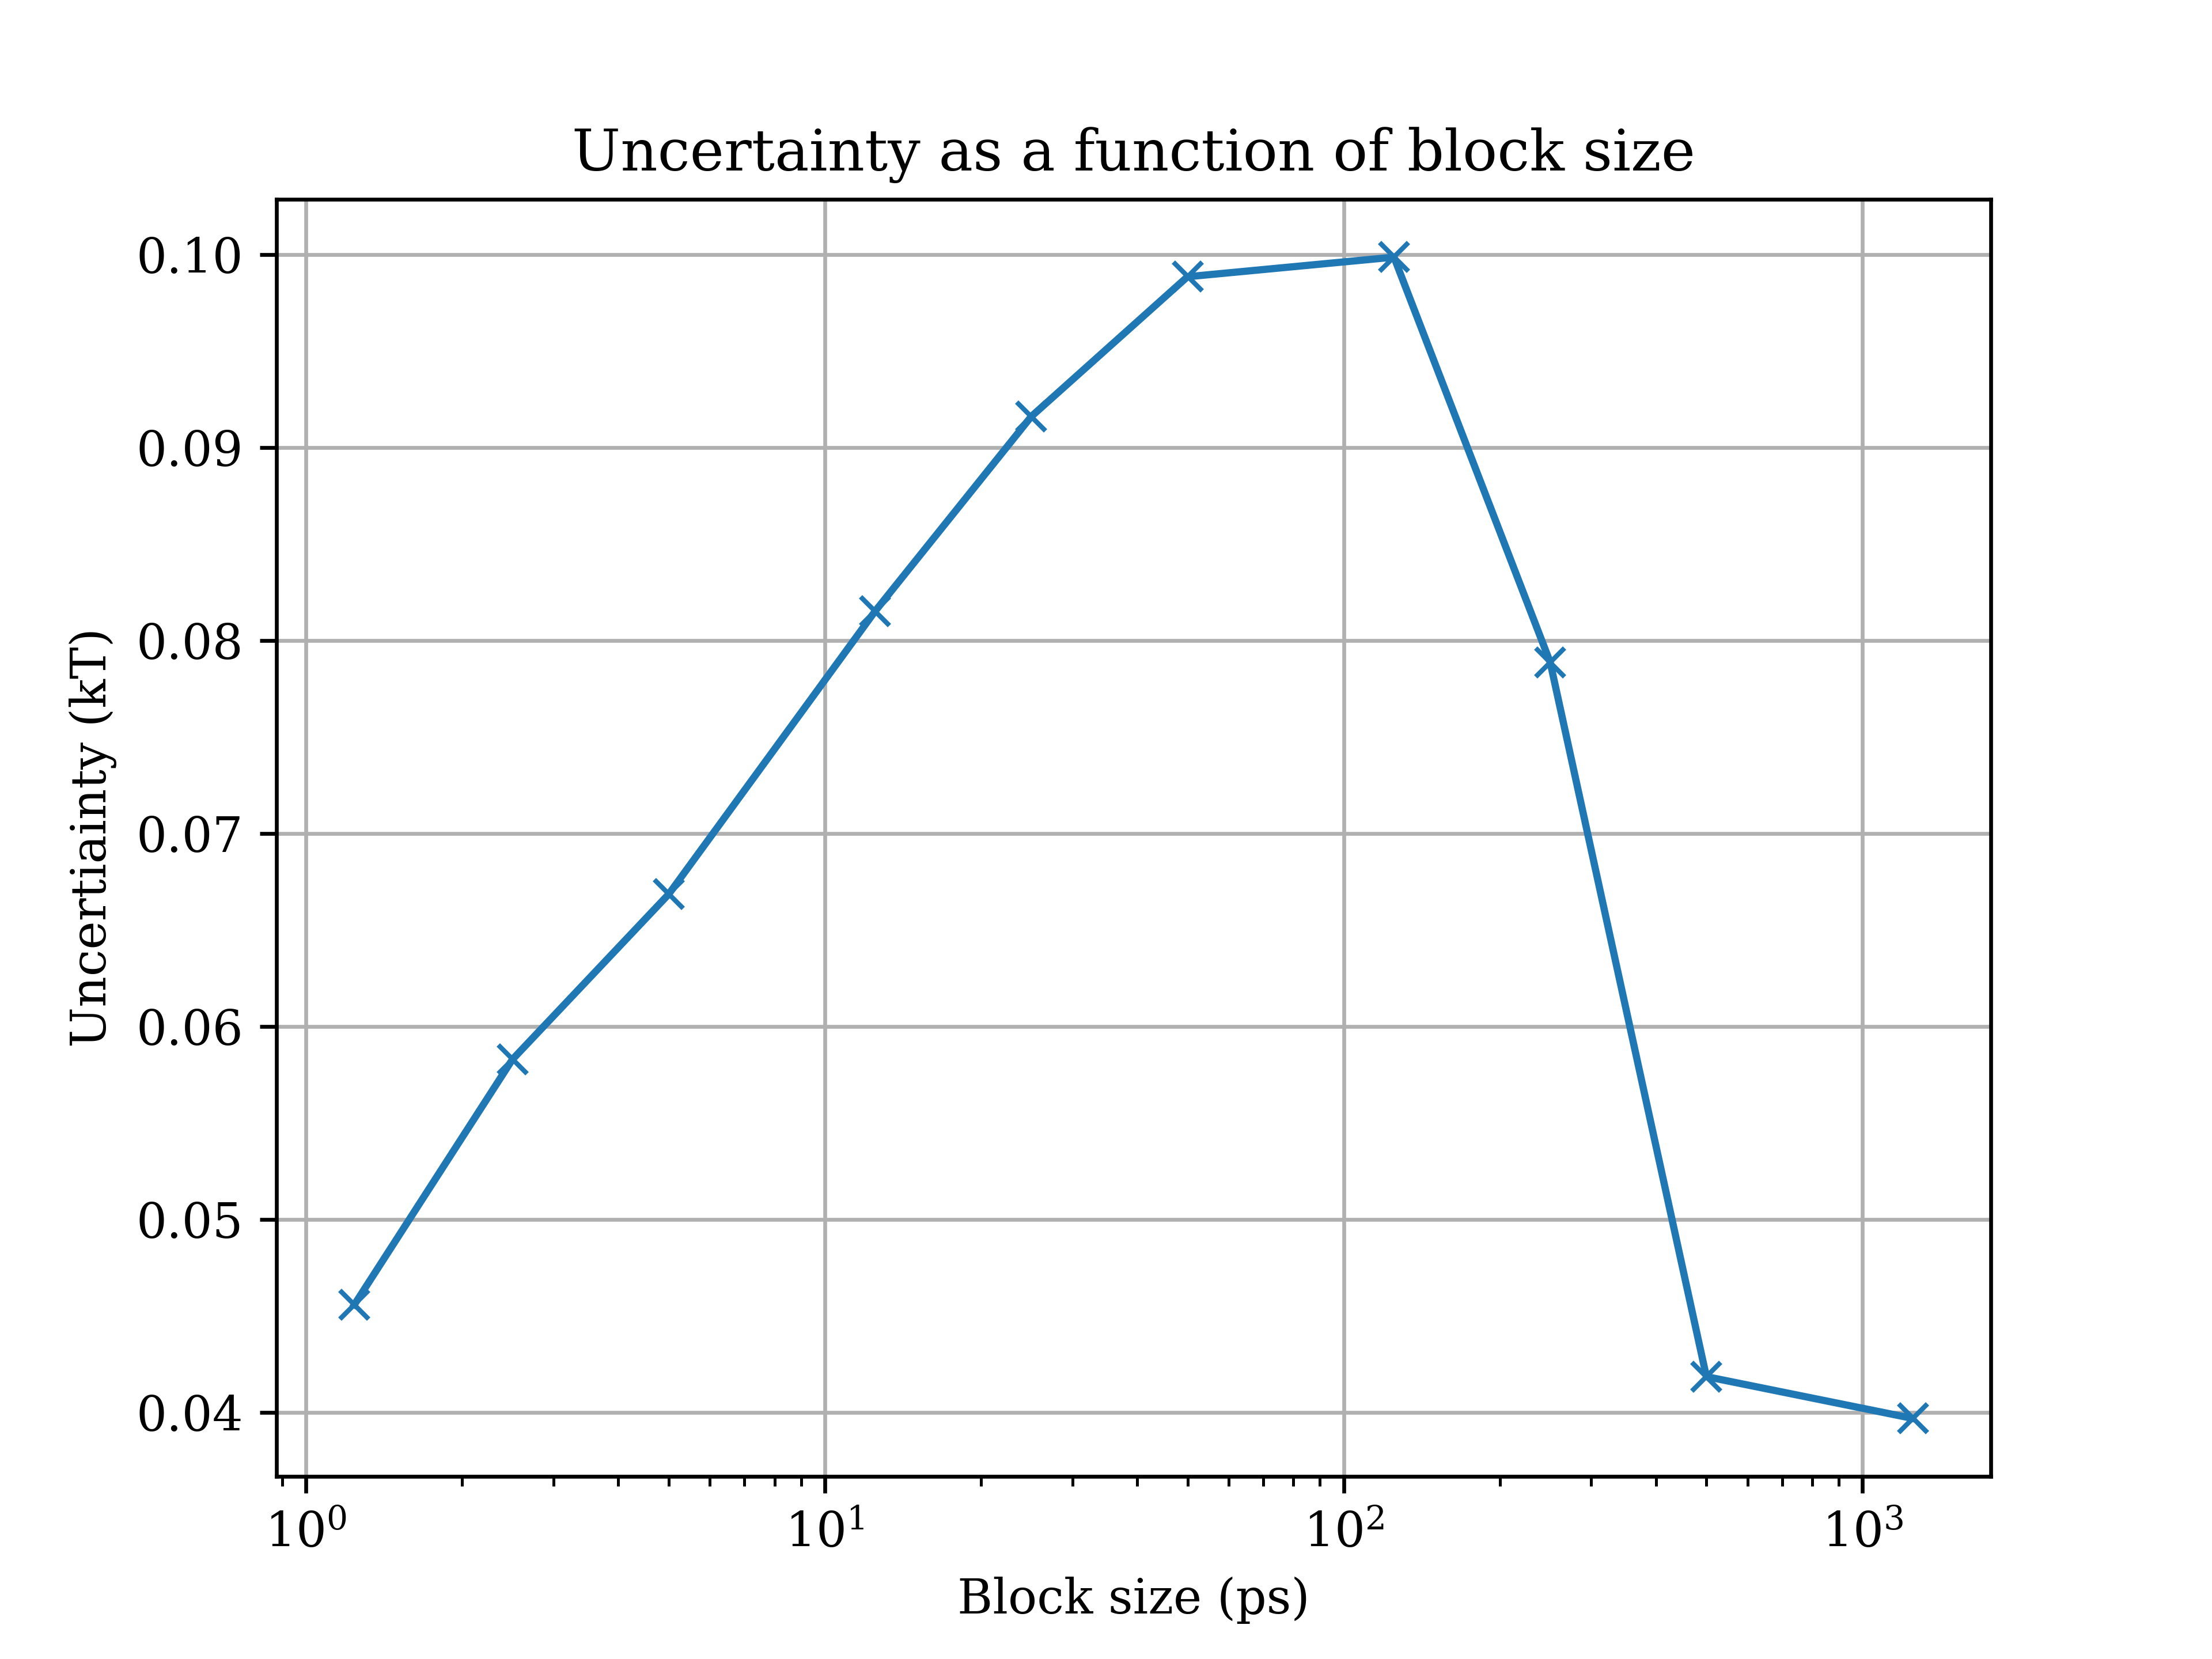 Uncertainty as a function of block size
Uncertiainty (kT)
0.10
0.09
0.08
0.07
0.06
0.05
0.04
10⁰ 10¹ 10² 10³
Block size (ps)